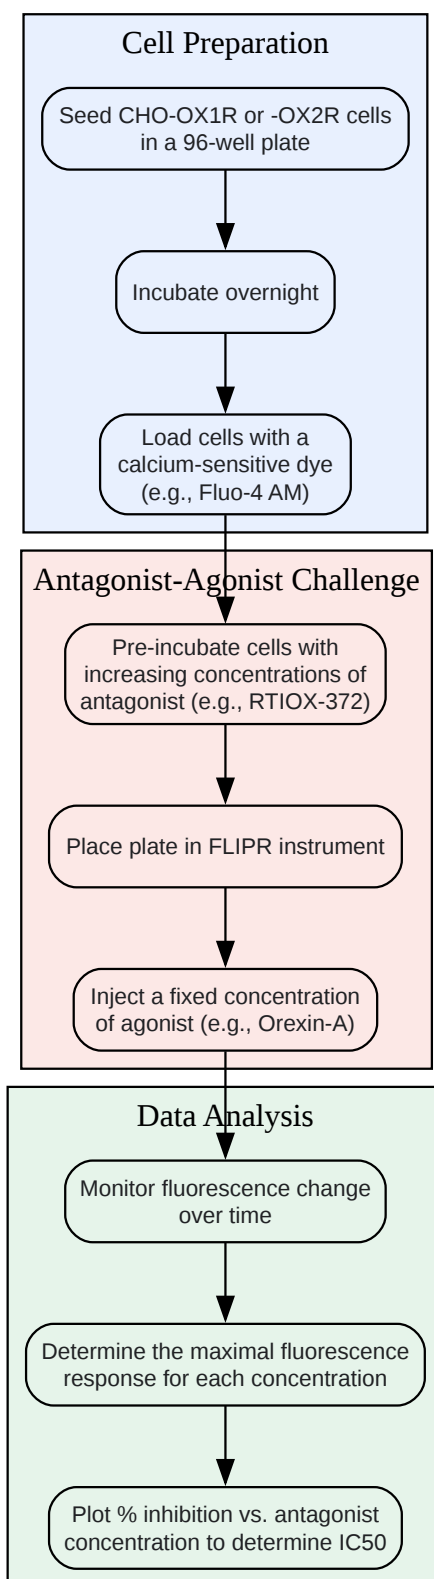 Cell Preparation
Seed CHO-OX1R or -OX2R cells
in a 96-well plate
Incubate overnight
Load cells with a
calcium-sensitive dye
(e.g., Fluo-4 AM)
Antagonist-Agonist Challenge
Pre-incubate cells with
increasing concentrations of
antagonist (e.g., RTIOX-372)
Place plate in FLIPR instrument
Inject a fixed concentration
of agonist (e.g., Orexin-A)
Data Analysis
Monitor fluorescence change
over time
Determine the maximal fluorescence
response for each concentration
Plot % inhibition vs. antagonist
concentration to determine IC50